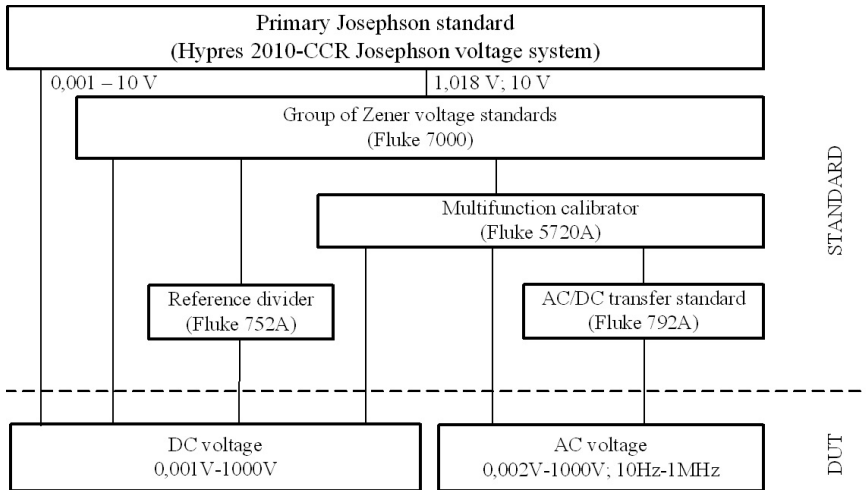 Primary Josephson standard
(Hypres 2010-CCR Josephson voltage system)
0,001 – 10 V
1,018 V; 10 V
Group of Zener voltage standards
(Fluke 7000)
Multifunction calibrator
(Fluke 5720A)
Reference divider
(Fluke 752A)
AC/DC transfer standard
(Fluke 792A)
STANDARD
DC voltage
0,001V-1000V
AC voltage
0,002V-1000V; 10Hz-1MHz
DUT